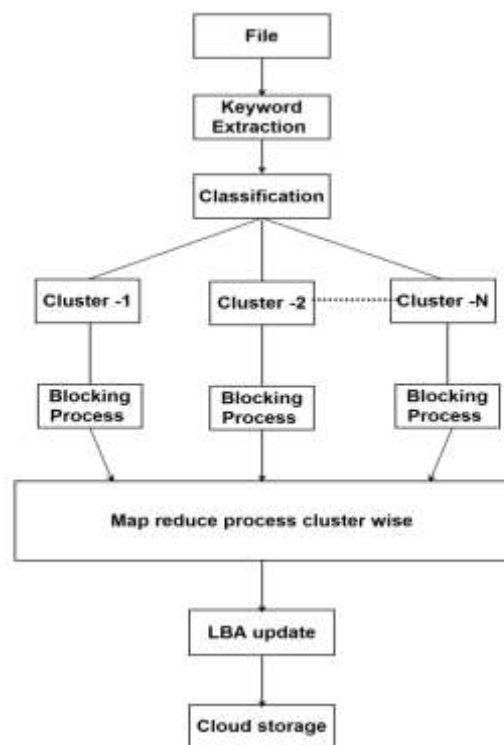 File
Keyword
Extraction
Classification
Cluster -1
Cluster -2
Cluster -N
Blocking
Process
Blocking
Process
Blocking
Process
Map reduce process cluster wise
LBA update
Cloud storage